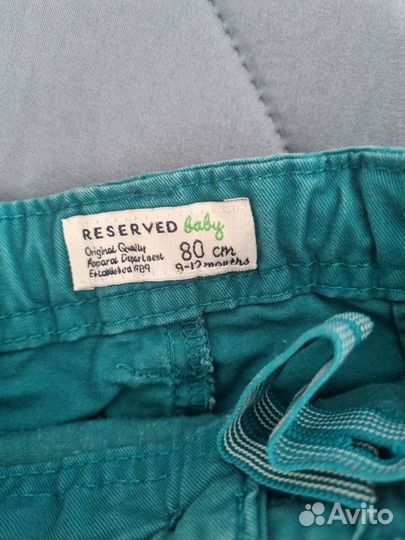 RESERVED baby
Original Quality
Apparel Department
Established 1989
80 cm
9-12 months
Avito